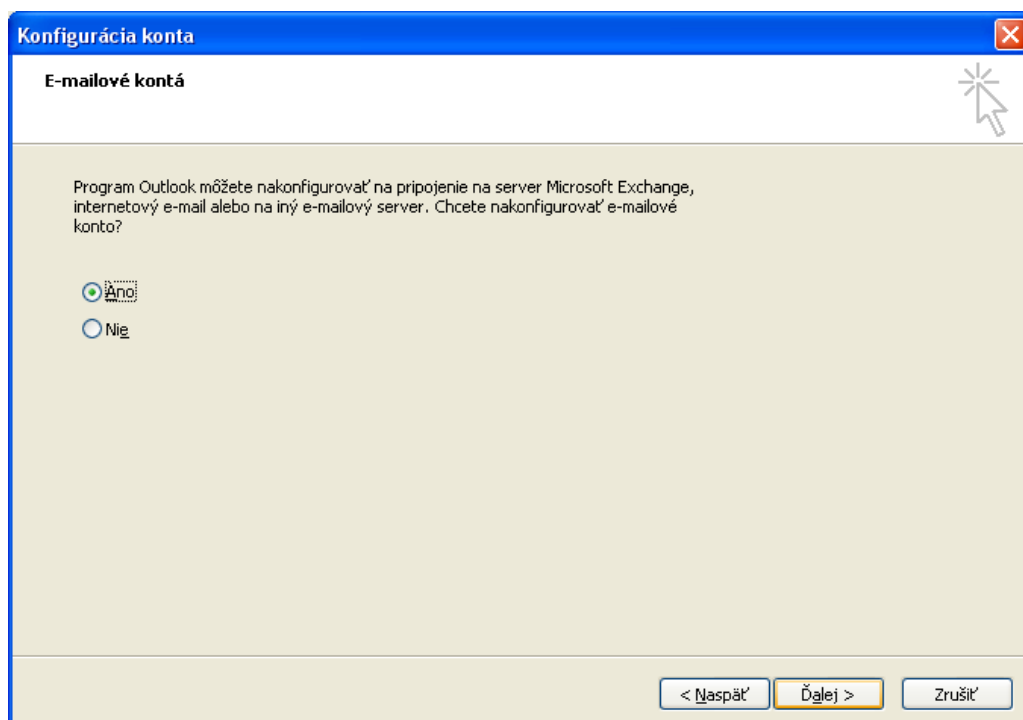 Konfigurácia konta
E-mailové kontá
Program Outlook môžete nakonfigurovať na pripojenie na server Microsoft Exchange,
internetový e-mail alebo na iný e-mailový server. Chcete nakonfigurovať e-mailové
konto?
Áno
Nie
< Naspäť
Ďalej >
Zrušiť